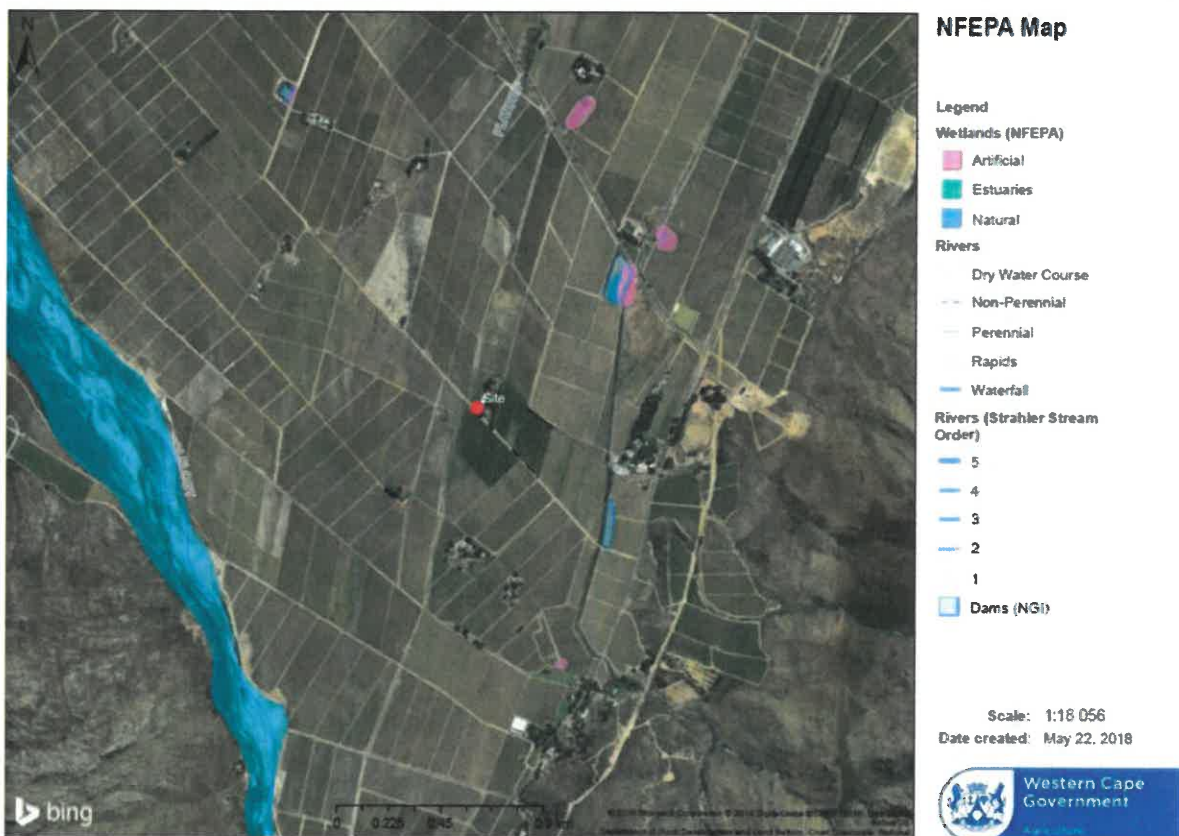 NFEPA Map
Legend
Wetlands (NFEPA)
Artificial
Estuaries
Natural
Rivers
Dry Water Course
Non-Perennial
Perennial
Rapids
Waterfall
Rivers (Strahler Stream
Order)
5
4
3
2
1
Dams (NGI)
Scale: 1:18 056
Date created: May 22, 2018
Western Cape
Government
Agriculture
N
Site
bing
0
0.225
0.45